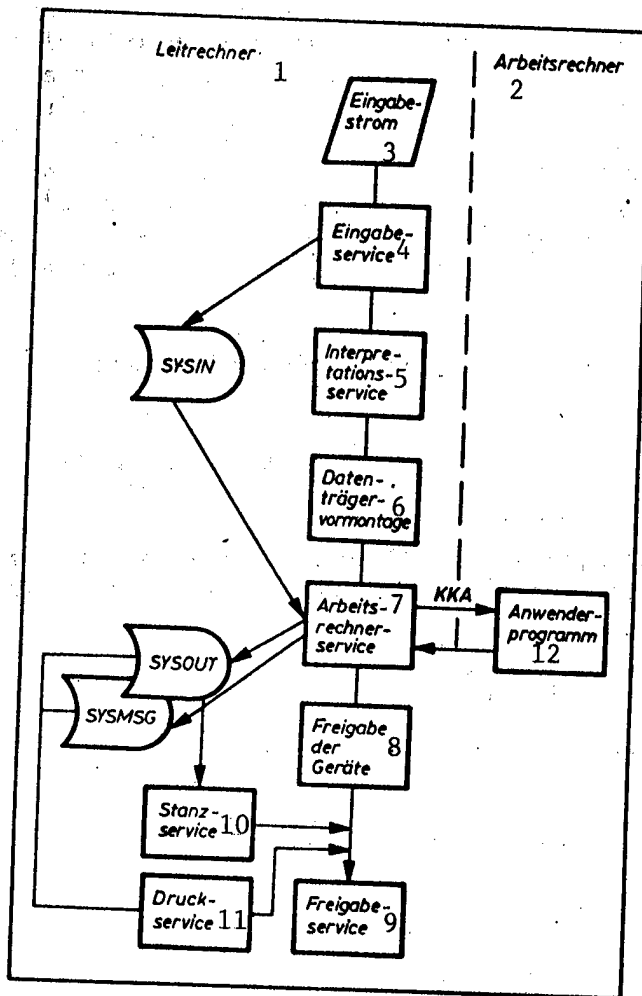 Leitrechner
1
Arbeitsrechner
2
Eingabe-
strom
3
Eingabe-
service 4
SYSIN
Interpre-
tations-
service 5
Daten-
träger- 6
vormontage
Arbeits- 7
rechner-
service
KKA
Anwender-
programm
12
SYSOUT
SYSMSG
Freigabe
der 8
Geräte
Stanz-
service 10
Druck-
service 11
Freigabe-
service 9